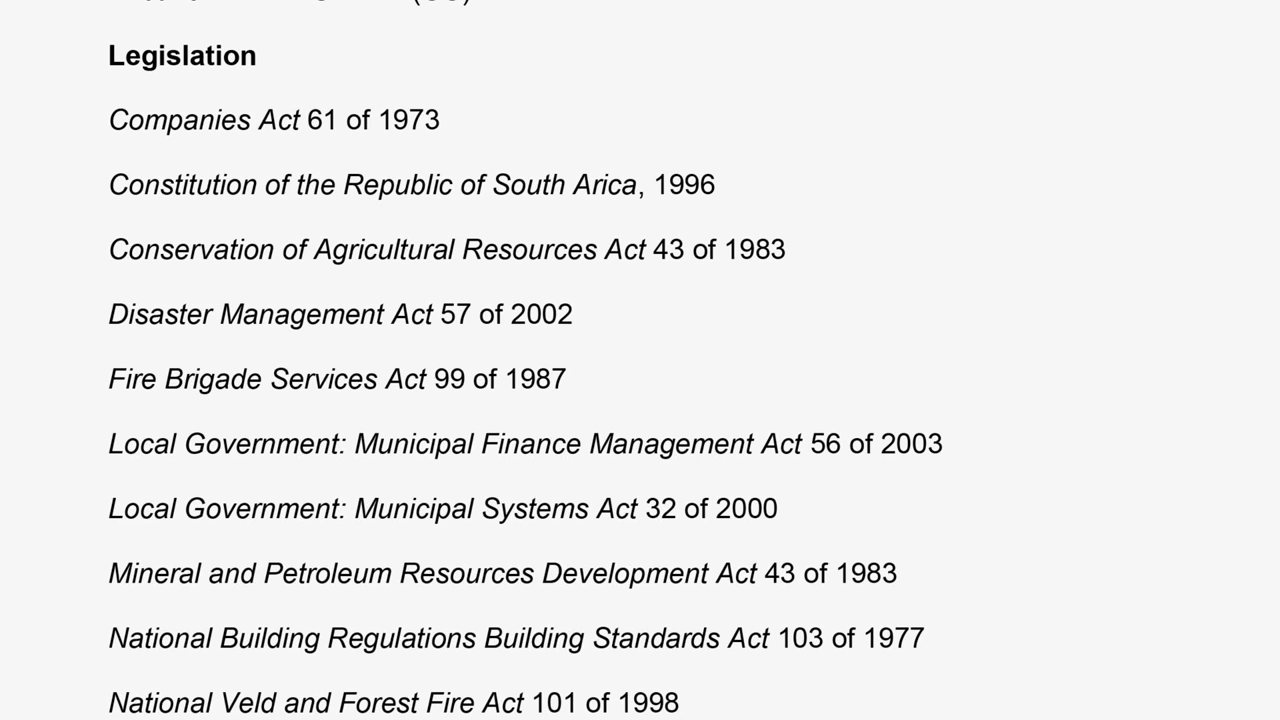 Legislation
Companies Act 61 of 1973
Constitution of the Republic of South Arica, 1996
Conservation of Agricultural Resources Act 43 of 1983
Disaster Management Act 57 of 2002
Fire Brigade Services Act 99 of 1987
Local Government: Municipal Finance Management Act 56 of 2003
Local Government: Municipal Systems Act 32 of 2000
Mineral and Petroleum Resources Development Act 43 of 1983
National Building Regulations Building Standards Act 103 of 1977
National Veld and Forest Fire Act 101 of 1998